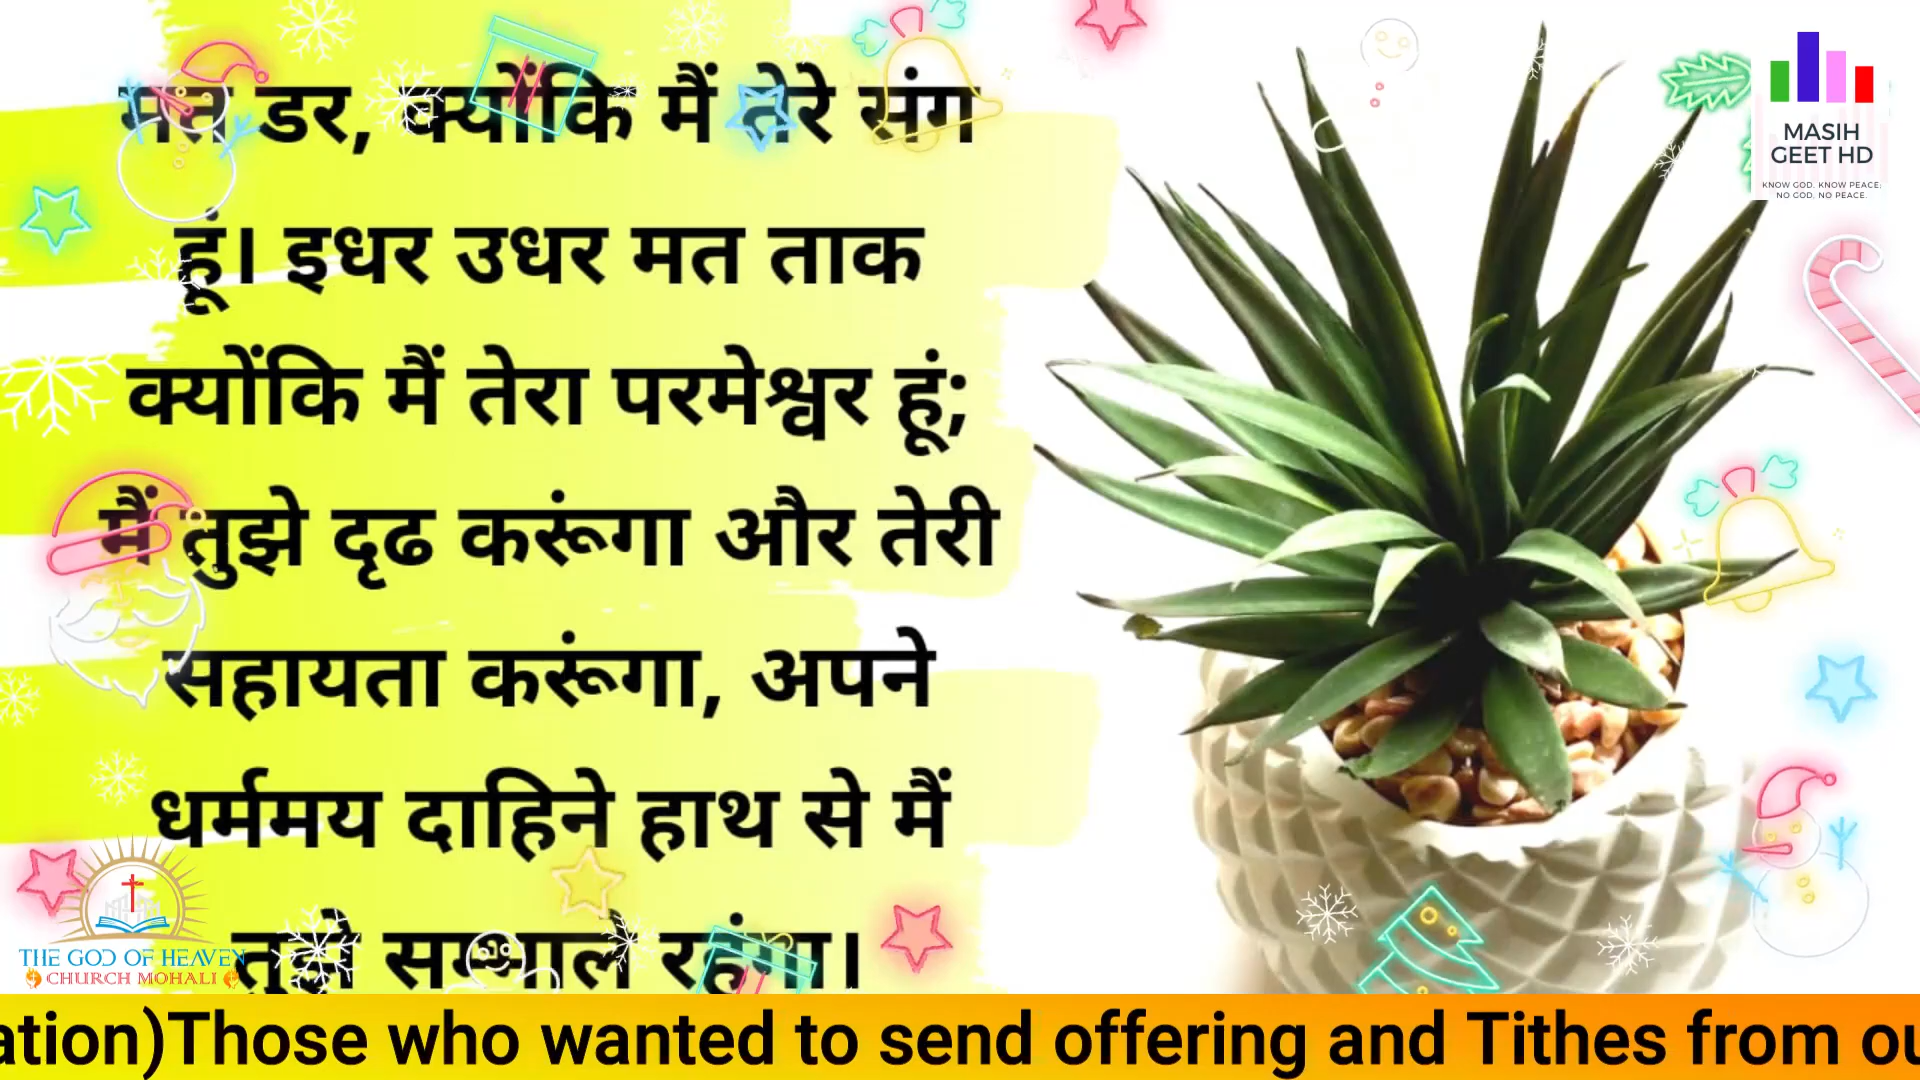 मत डर, क्योंकि मैं तेरे संग
हूं। इधर उधर मत ताक
क्योंकि मैं तेरा परमेश्वर हूं;
मैं तुझे दृढ करूंगा और तेरी
सहायता करूंगा, अपने
धर्ममय दाहिने हाथ से मैं
तुझे सम्भाले रहूंगा।
MASIH
GEET HD
KNOW GOD. KNOW PEACE;
NO GOD, NO PEACE.
THE GOD OF HEAVEN
CHURCH MOHALI
ation)Those who wanted to send offering and Tithes from ou